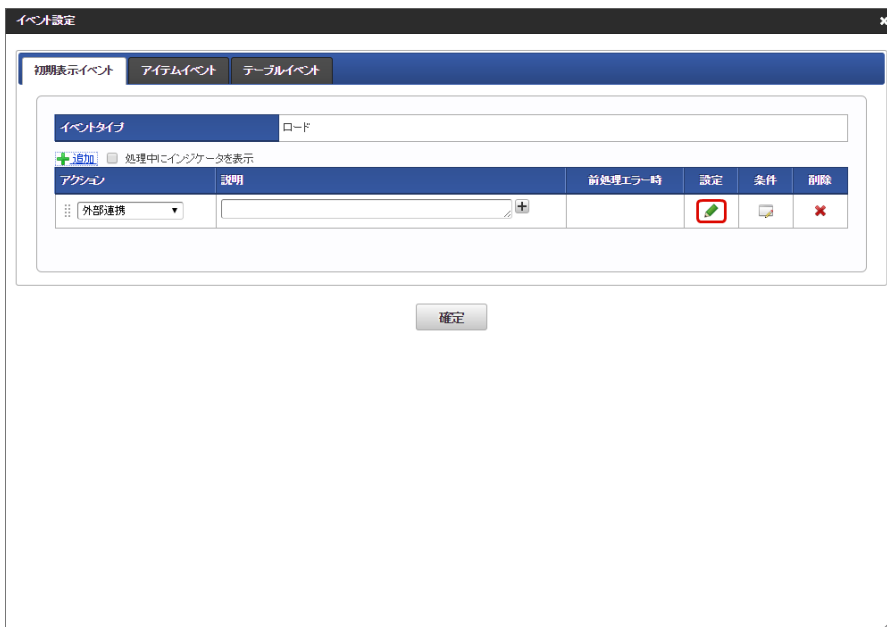 イベント設定
初期表示イベント アイテムイベント テーブルイベント
イベントタイプ ロード
追加 処理中にインジケータを表示
アクション 説明 前処理エラー時 設定 条件 削除
外部連携
確定